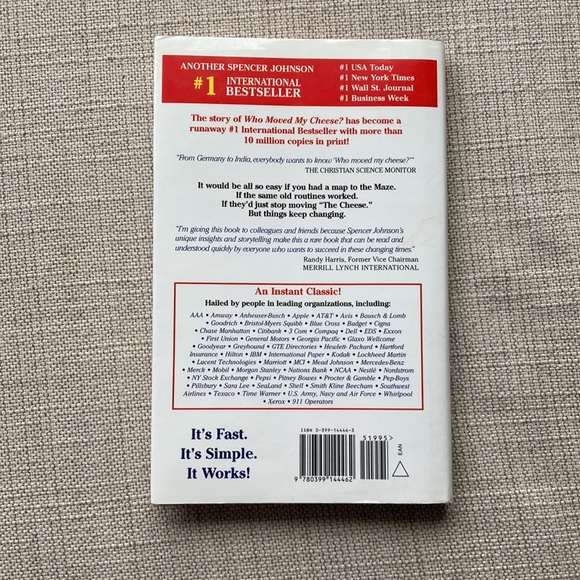 ANOTHER SPENCER JOHNSON
#1 INTERNATIONAL
BESTSELLER
#1 USA Today
#1 New York Times
#1 Wall St. Journal
#1 Business Week
The story of Who Moved My Cheese? has become a
runaway #1 International Bestseller with more than
10 million copies in print!
"From Germany to India, everybody wants to know 'Who moved my cheese?'"
THE CHRISTIAN SCIENCE MONITOR
It would be all so easy if you had a map to the Maze.
If the same old routines worked.
If they'd just stop moving "The Cheese."
But things keep changing.
"I'm giving this book to colleagues and friends because Spencer Johnson's
unique insights and storytelling make this a rare book that can be read and
understood quickly by everyone who wants to succeed in these changing times."
Randy Harris, Former Vice Chairman
MERRILL LYNCH INTERNATIONAL
An Instant Classic!
Hailed by people in leading organizations, including:
AAA • Amway • Anheuser-Busch • Apple • AT&T • Avis • Bausch & Lomb •
Goodrich • Bristol-Myers Squibb • Blue Cross • Budget • Cigna
• Chase Manhattan • Citibank • 3 Com • Compaq • Dell • EDS • Exxon
• First Union • General Motors • Georgia Pacific • Glaxo Wellcome
• Goodyear • Greyhound • GTE Directories • Hewlett- Packard • Hartford
Insurance • Hilton • IBM • International Paper • Kodak • Lockheed Martin
• Lucent Technologies • Marriott • MCI • Mead Johnson • Mercedes-Benz
• Merck • Mobil • Morgan Stanley • Nations Bank • NCAA • Nestlé • Nordstrom
• NY Stock Exchange • Pepsi • Pitney Bowes • Procter & Gamble • Pep-Boys
• Pillsbury • Sara Lee • SeaLand • Shell • Smith Kline Beecham • Southwest
Airlines • Texaco • Time Warner • U.S. Army, Navy and Air Force • Whirlpool
• Xerox • 911 Operators
It's Fast.
It's Simple.
It Works!
ISBN 0-399-14446-3
51995>
9 780399 144462
EAN